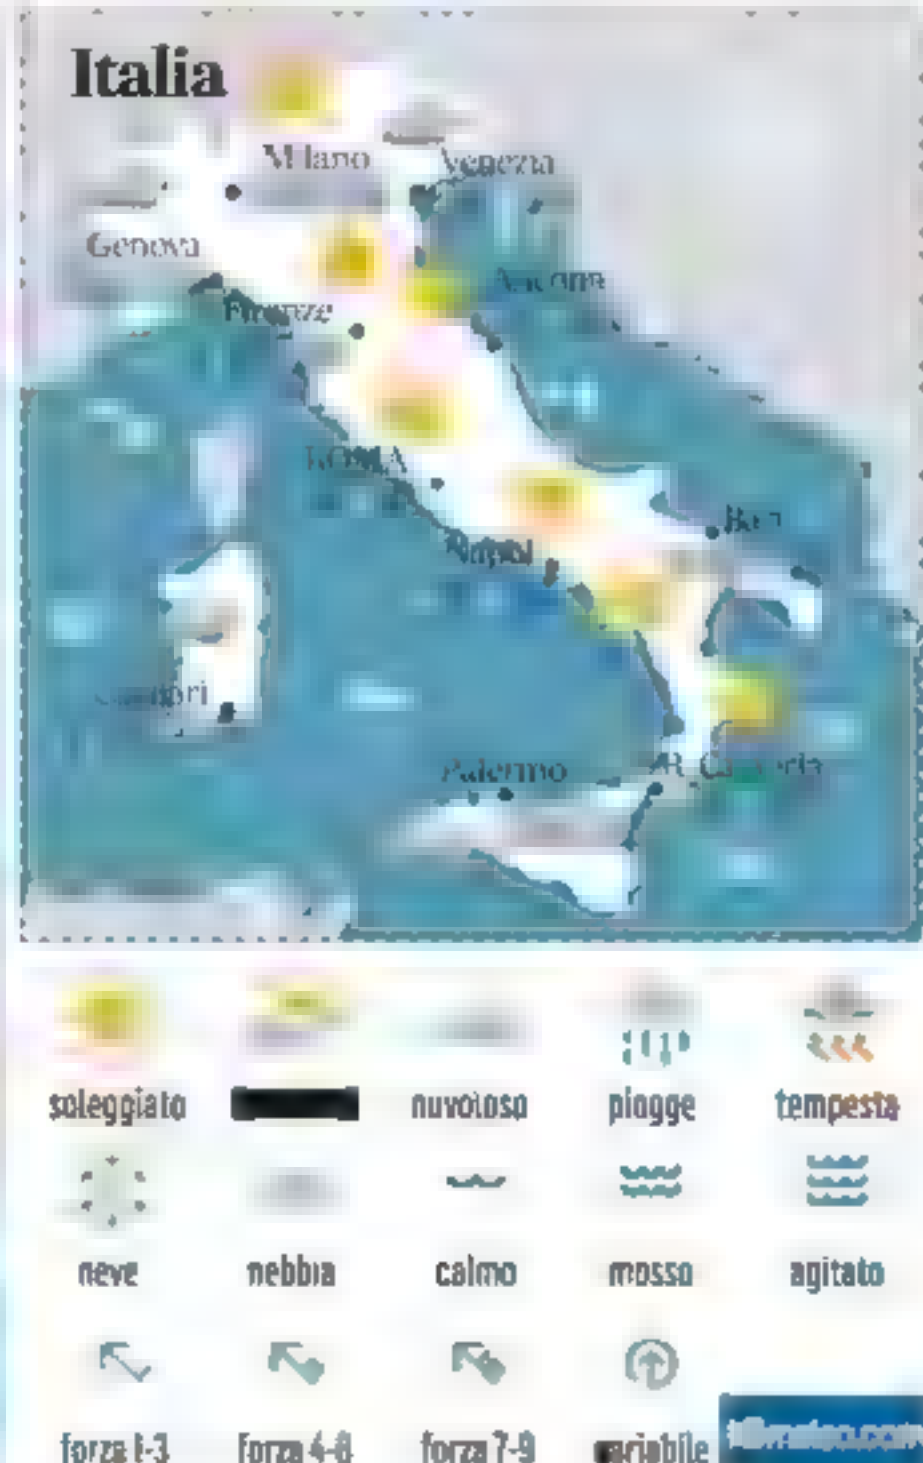 Italia
Milano
Venezia
Genova
Ancona
Firenze
ROMA
Bari
Napoli
Palermo
soleggiato
nuvoloso
piogge
tempesta
neve
nebbia
calmo
mosso
agitato
forza 1-3
forza 4-6
forza 7-9
variabile